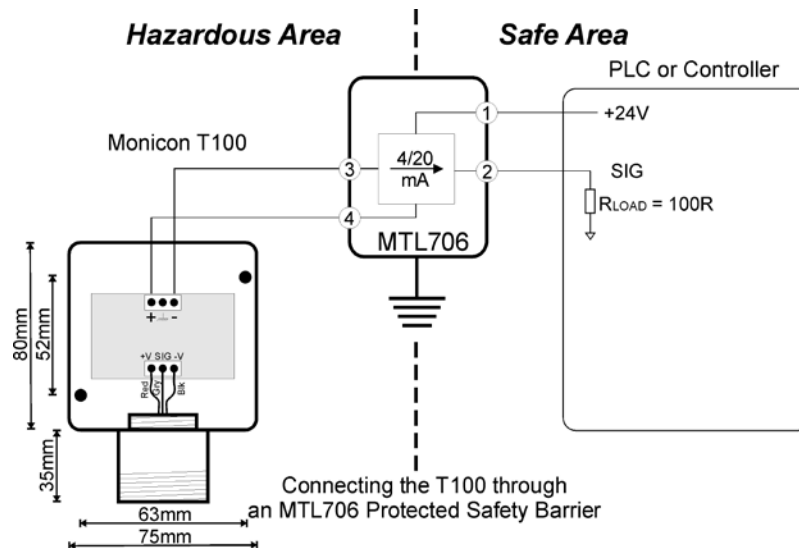 Hazardous Area
Safe Area
PLC or Controller
Monicon T100
1
+24V
3
4/20
mA
2
SIG
RLOAD = 100R
4
MTL706
80mm
52mm
+ ⏊ -
+V SIG -V
Red
Gry
Blk
35mm
63mm
75mm
Connecting the T100 through
an MTL706 Protected Safety Barrier